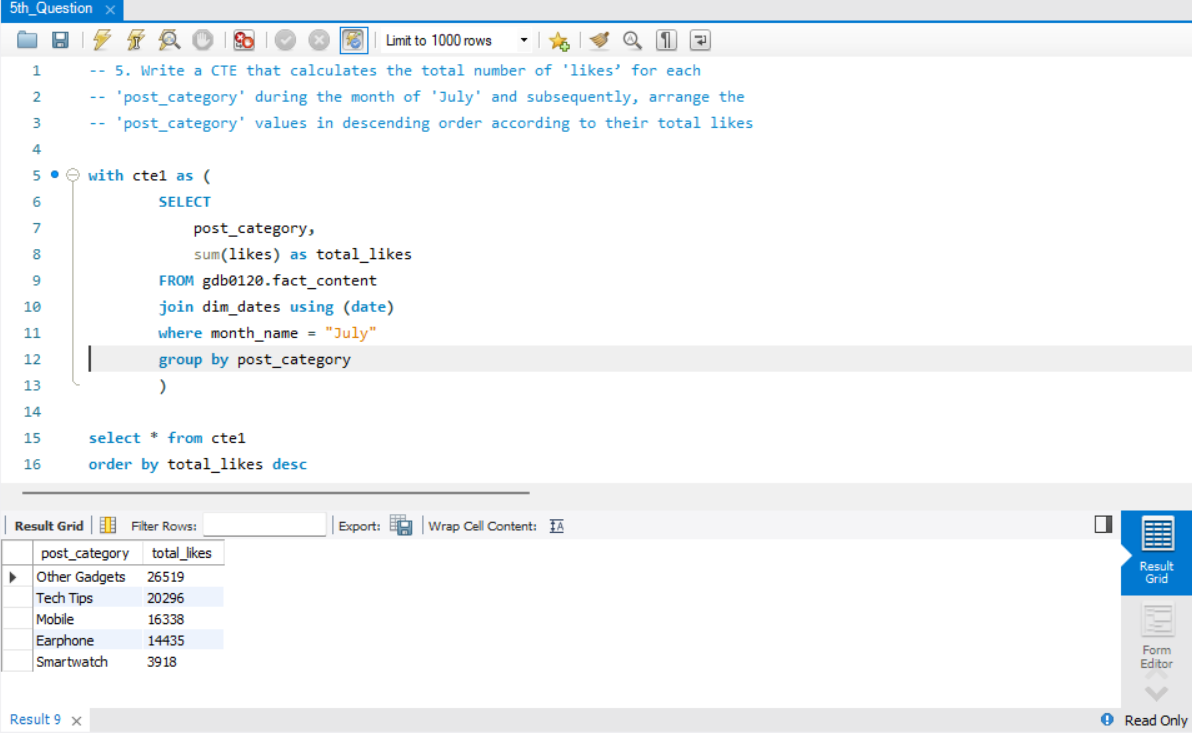 5th_Question ×
Limit to 1000 rows
1 -- 5. Write a CTE that calculates the total number of 'likes’ for each
2 -- 'post_category' during the month of 'July' and subsequently, arrange the
3 -- 'post_category' values in descending order according to their total likes
4
5 with cte1 as (
6 SELECT
7 post_category,
8 sum(likes) as total_likes
9 FROM gdb0120.fact_content
10 join dim_dates using (date)
11 where month_name = "July"
12 group by post_category
13 )
14
15 select * from cte1
16 order by total_likes desc
Result Grid Filter Rows: Export: Wrap Cell Content: IA
post_category total_likes
Other Gadgets 26519
Tech Tips 20296
Mobile 16338
Earphone 14435
Smartwatch 3918
Result
Grid
Form
Editor
Result 9 ×
Read Only